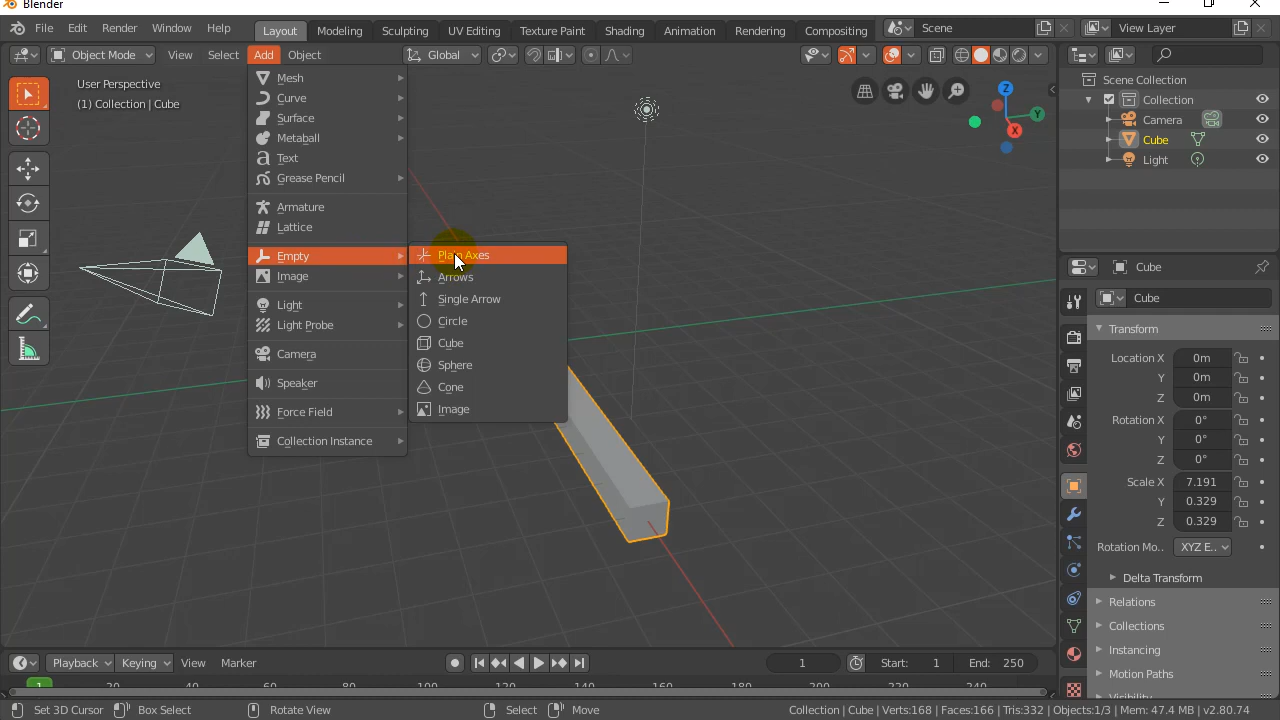 Blender
File Edit Render Window Help
Layout Modeling Sculpting UV Editing Texture Paint Shading Animation Rendering Compositing
Scene
View Layer
Object Mode View Select Add Object
Global
User Perspective
(1) Collection | Cube
Mesh
Curve
Surface
Metaball
Text
Grease Pencil
Armature
Lattice
Empty
Image
Light
Light Probe
Camera
Speaker
Force Field
Collection Instance
Plain Axes
Arrows
Single Arrow
Circle
Cube
Sphere
Cone
Image
Z
Y
X
Scene Collection
Collection
Camera
Cube
Light
Cube
Cube
Transform
Location X 0m
Y 0m
Z 0m
Rotation X 0°
Y 0°
Z 0°
Scale X 7.191
Y 0.329
Z 0.329
Rotation Mo.. XYZ E..
Delta Transform
Relations
Collections
Instancing
Motion Paths
Visibility
Playback Keying View Marker
1
Start: 1
End: 250
1 20 40 60 80 100 120 140 160 180 200 220 240
Set 3D Cursor Box Select Rotate View Select Move
Collection | Cube | Verts:168 | Faces:166 | Tris:332 | Objects:1/3 | Mem: 47.4 MB | v2.80.74